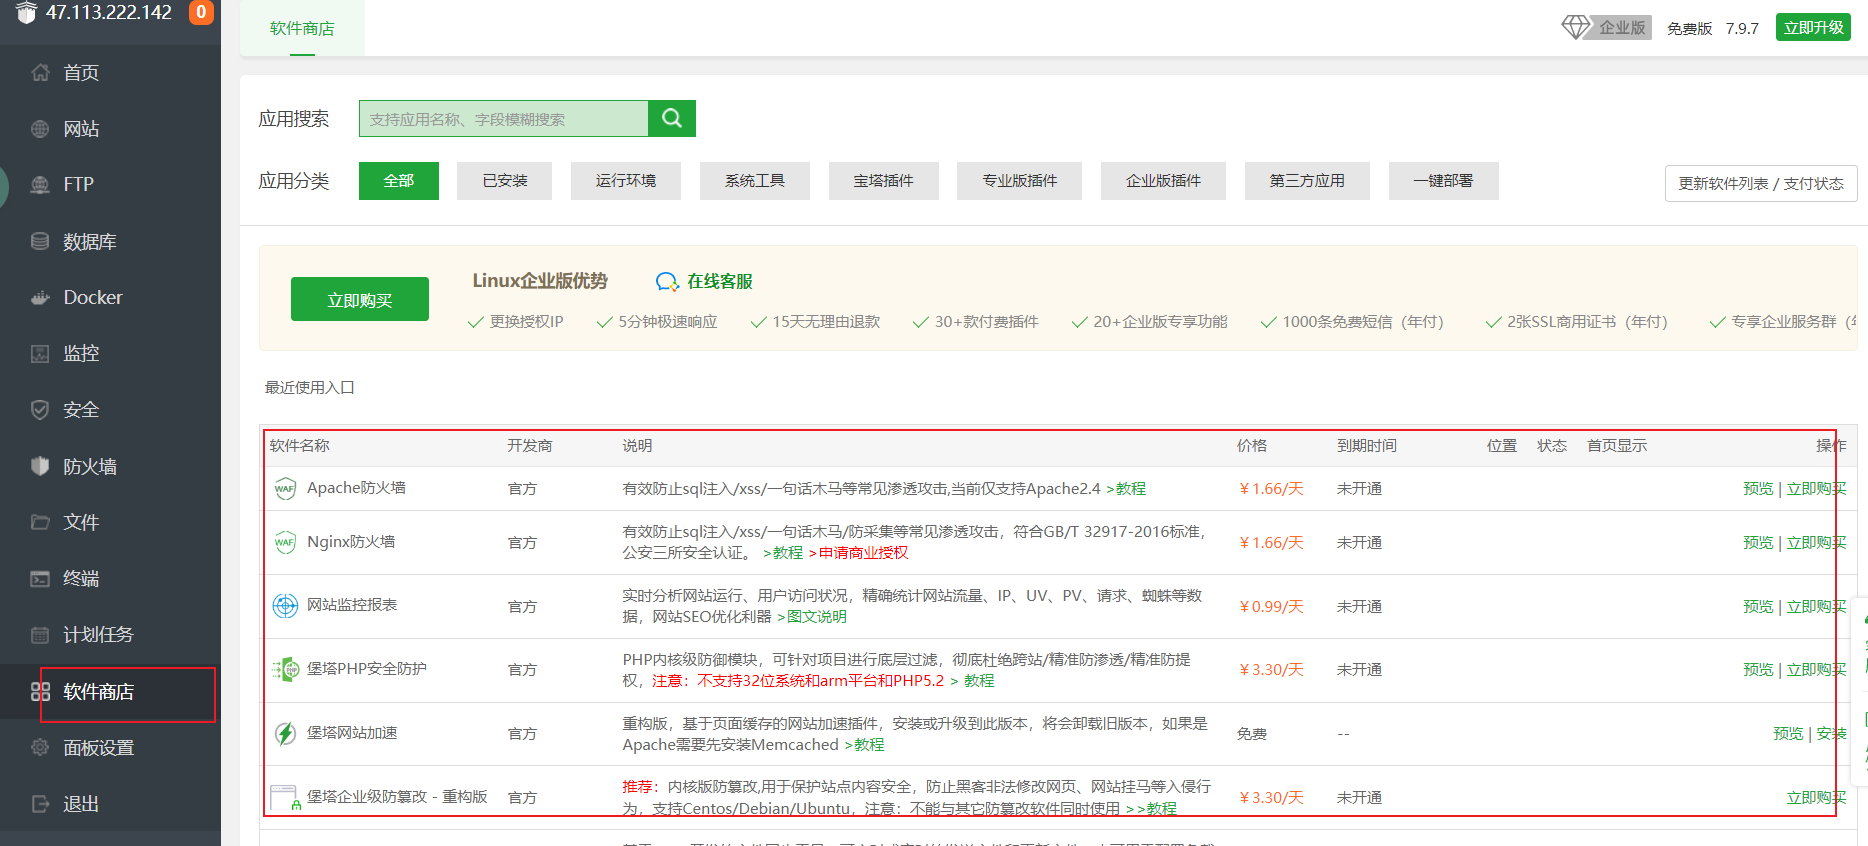 47.113.222.142 0
首页
网站
FTP
数据库
Docker
监控
安全
防火墙
文件
终端
计划任务
软件商店
面板设置
退出
软件商店
企业版 免费版 7.9.7 立即升级
应用搜索 支持应用名称、字段模糊搜索
应用分类 全部 已安装 运行环境 系统工具 宝塔插件 专业版插件 企业版插件 第三方应用 一键部署 更新软件列表 / 支付状态
立即购买 Linux企业版优势 在线客服
更换授权IP 5分钟极速响应 15天无理由退款 30+款付费插件 20+企业版专享功能 1000条免费短信（年付） 2张SSL商用证书（年付） 专享企业服务群
最近使用入口
软件名称 开发商 说明 价格 到期时间 位置 状态 首页显示 操作
WAF Apache防火墙 官方 有效防止sql注入/xss/一句话木马等常见渗透攻击,当前仅支持Apache2.4 >教程 ￥1.66/天 未开通 预览 | 立即购买
WAF Nginx防火墙 官方 有效防止sql注入/xss/一句话木马/防采集等常见渗透攻击，符合GB/T 32917-2016标准，
公安三所安全认证。 >教程 >申请商业授权 ￥1.66/天 未开通 预览 | 立即购买
网站监控报表 官方 实时分析网站运行、用户访问状况，精确统计网站流量、IP、UV、PV、请求、蜘蛛等数
据，网站SEO优化利器 >图文说明 ￥0.99/天 未开通 预览 | 立即购买
PHP 堡塔PHP安全防护 官方 PHP内核级防御模块，可针对项目进行底层过滤，彻底杜绝跨站/精准防渗透/精准防提
权，注意：不支持32位系统和arm平台和PHP5.2 > 教程 ￥3.30/天 未开通 预览 | 立即购买
堡塔网站加速 官方 重构版，基于页面缓存的网站加速插件，安装或升级到此版本，将会卸载旧版本，如果是
Apache需要先安装Memcached >教程 免费 -- 预览 | 安装
堡塔企业级防篡改 - 重构版 官方 推荐：内核版防篡改,用于保护站点内容安全，防止黑客非法修改网页、网站挂马等入侵行
为，支持Centos/Debian/Ubuntu，注意：不能与其它防篡改软件同时使用 >>教程 ￥3.30/天 未开通 立即购买